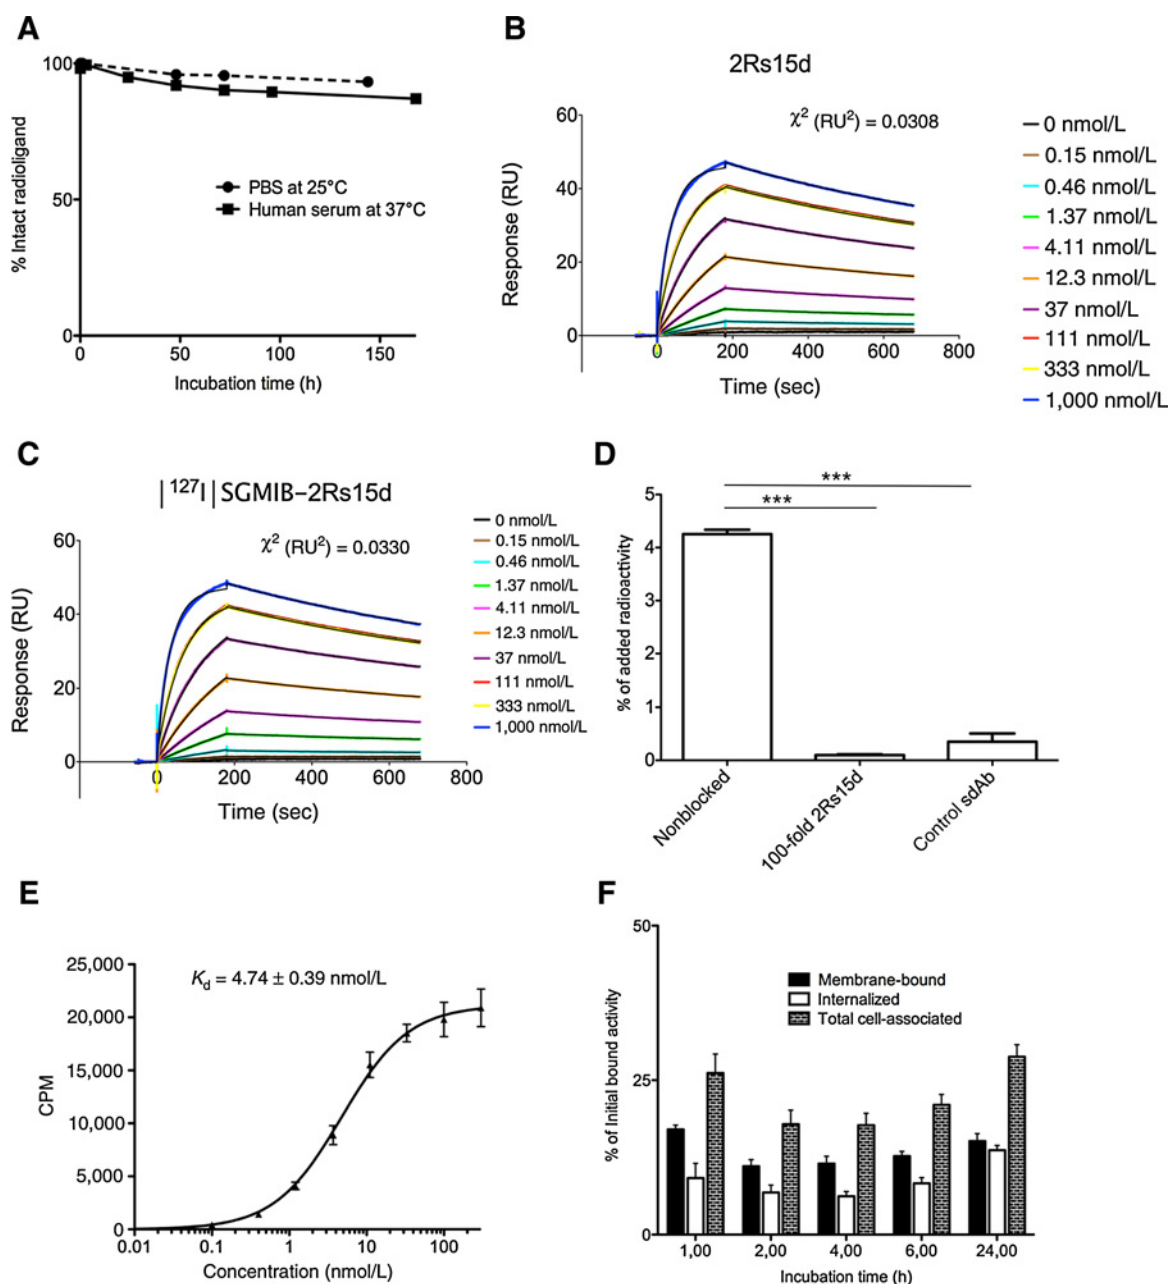 A
100
50
0
% Intact radioligand
PBS at 25°C
Human serum at 37°C
0 50 100 150
Incubation time (h)
B
2Rs15d
χ² (RU²) = 0.0308
60
40
20
0
Response (RU)
0 200 400 600 800
Time (sec)
0 nmol/L
0.15 nmol/L
0.46 nmol/L
1.37 nmol/L
4.11 nmol/L
12.3 nmol/L
37 nmol/L
111 nmol/L
333 nmol/L
1,000 nmol/L
C
|¹²⁷I|SGMIB–2Rs15d
χ² (RU²) = 0.0330
60
40
20
0
Response (RU)
0 200 400 600 800
Time (sec)
0 nmol/L
0.15 nmol/L
0.46 nmol/L
1.37 nmol/L
4.11 nmol/L
12.3 nmol/L
37 nmol/L
111 nmol/L
333 nmol/L
1,000 nmol/L
D
***
***
5
4
3
2
1
0
% of added radioactivity
Nonblocked
100-fold 2Rs15d
Control sdAb
E
Kd = 4.74 ± 0.39 nmol/L
25,000
20,000
15,000
10,000
5,000
0
CPM
0.01 0.1 1 10 100
Concentration (nmol/L)
F
50
25
0
% of Initial bound activity
Membrane-bound
Internalized
Total cell-associated
1,00 2,00 4,00 6,00 24,00
Incubation time (h)